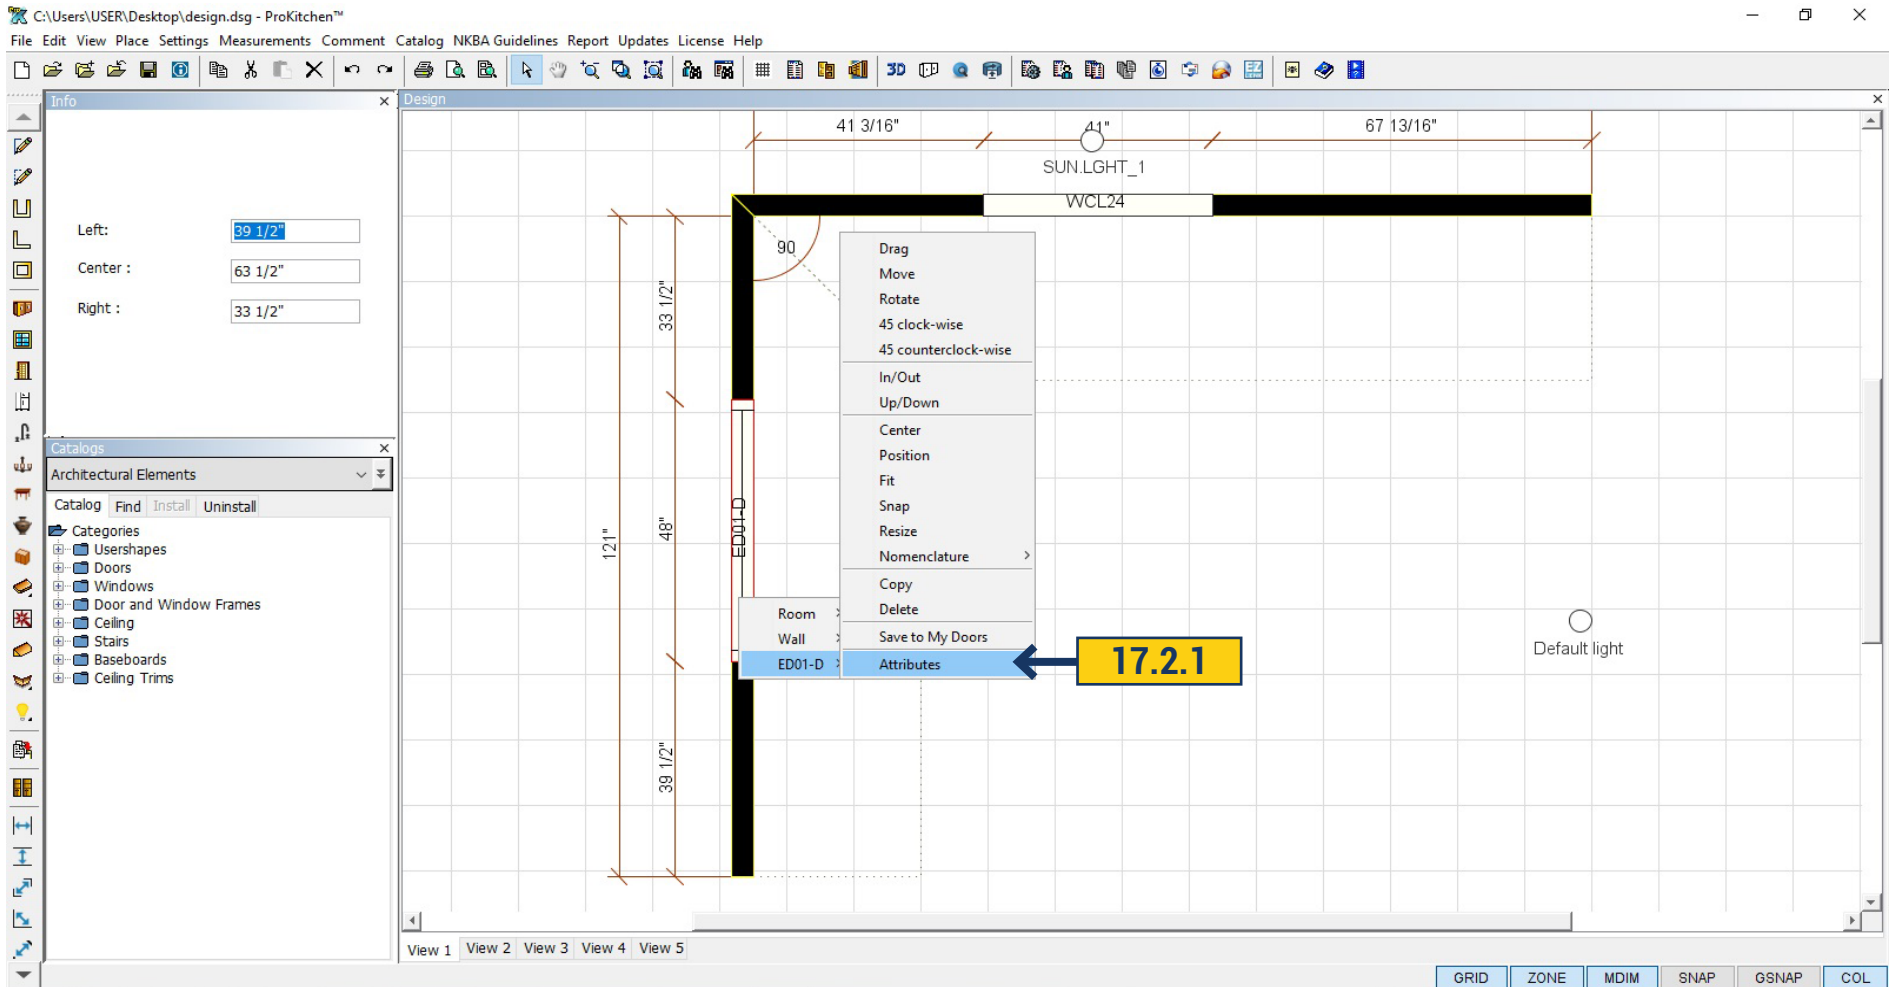 C:\Users\USER\Desktop\design.dsg - ProKitchen™
File Edit View Place Settings Measurements Comment Catalog NKBA Guidelines Report Updates License Help
3D
EZ
Info
Left: 39 1/2"
Center : 63 1/2"
Right : 33 1/2"
Catalogs
Architectural Elements
Catalog Find Install Uninstall
Categories
Usershapes
Doors
Windows
Door and Window Frames
Ceiling
Stairs
Baseboards
Ceiling Trims
Design
41 3/16" 41" 67 13/16"
SUN.LGHT_1
WCL24
90
33 1/2"
121"
48"
ED01-D
39 1/2"
Room
Wall
ED01-D
Drag
Move
Rotate
45 clock-wise
45 counterclock-wise
In/Out
Up/Down
Center
Position
Fit
Snap
Resize
Nomenclature
Copy
Delete
Save to My Doors
Attributes
17.2.1
Default light
View 1 View 2 View 3 View 4 View 5
GRID ZONE MDIM SNAP GSNAP COL